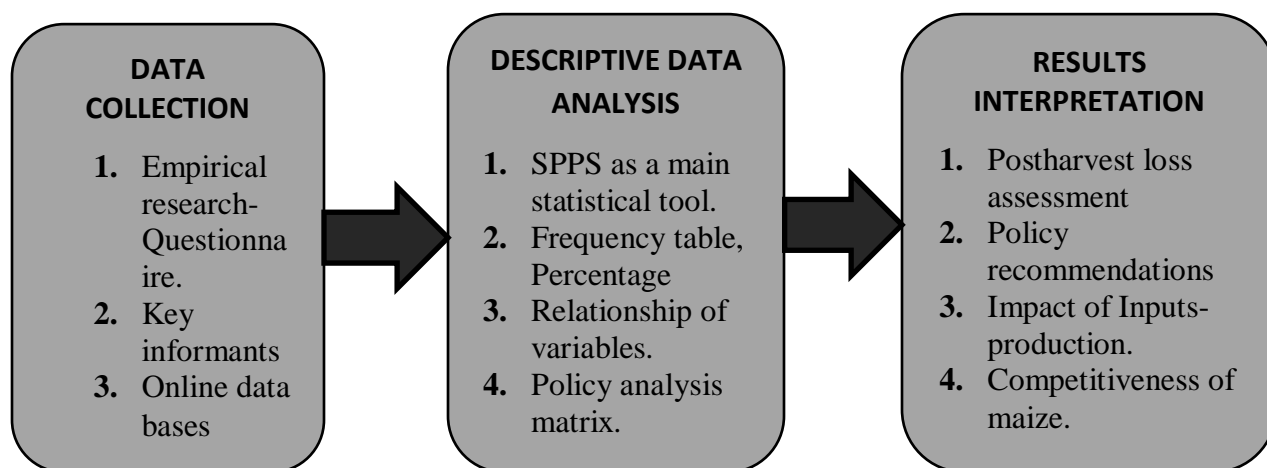 DATA
COLLECTION
1. Empirical
research-
Questionna
ire.
2. Key
informants
3. Online data
bases
DESCRIPTIVE DATA
ANALYSIS
1. SPPS as a main
statistical tool.
2. Frequency table,
Percentage
3. Relationship of
variables.
4. Policy analysis
matrix.
RESULTS
INTERPRETATION
1. Postharvest loss
assessment
2. Policy
recommendations
3. Impact of Inputs-
production.
4. Competitiveness of
maize.